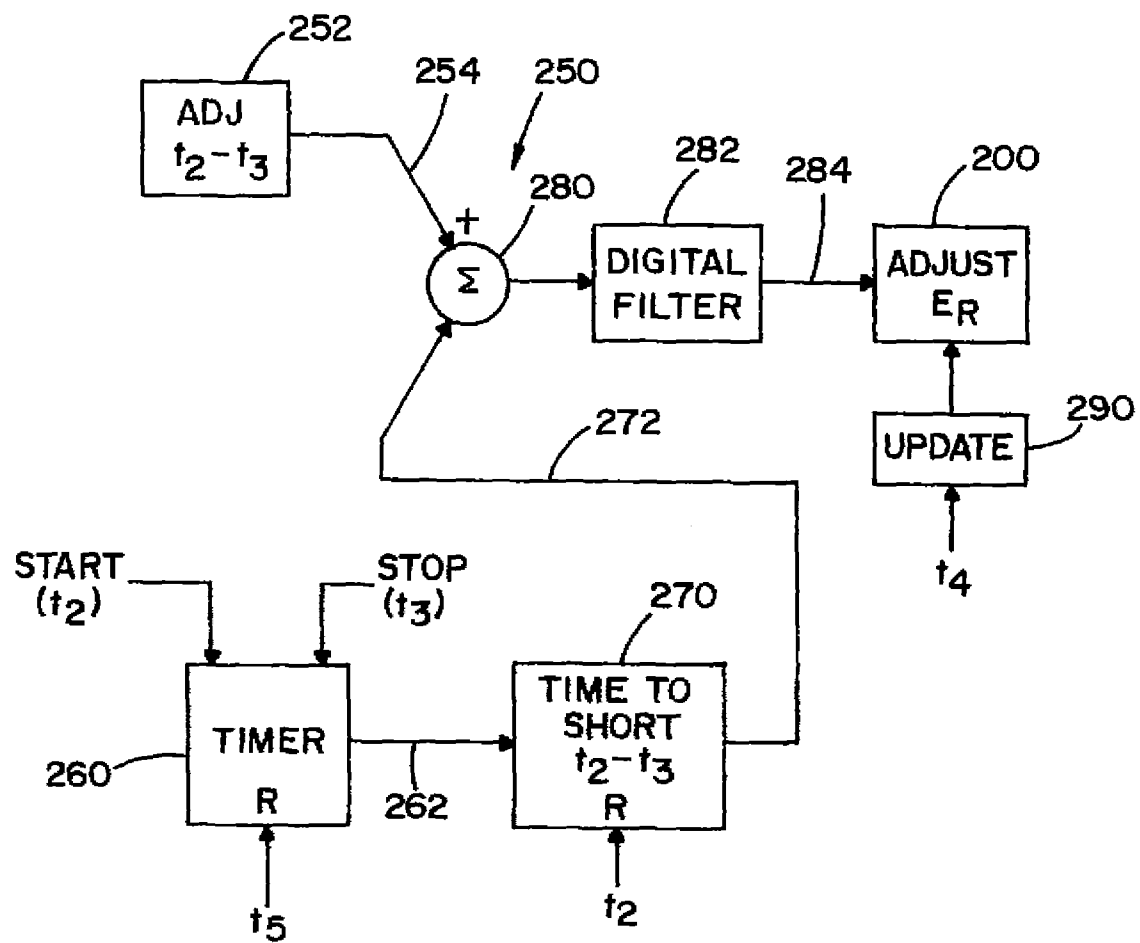 252
254
250
ADJ
t2-t3
280
282
284
200
+
Σ
DIGITAL
FILTER
ADJUST
ER
272
UPDATE
290
t4
START
(t2)
STOP
(t3)
270
TIMER
R
260
262
TIME TO
SHORT
t2-t3
R
t5
t2